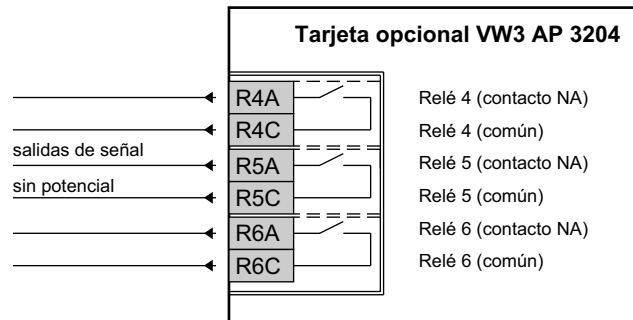 Tarjeta opcional VW3 AP 3204
R4A Relé 4 (contacto NA)
R4C Relé 4 (común)
salidas de señal
R5A Relé 5 (contacto NA)
sin potencial
R5C Relé 5 (común)
R6A Relé 6 (contacto NA)
R6C Relé 6 (común)